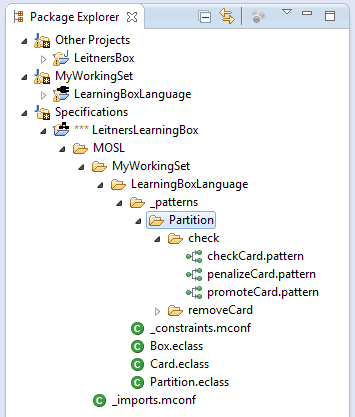 Package Explorer
Other Projects
LeitnersBox
MyWorkingSet
LearningBoxLanguage
Specifications
*** LeitnersLearningBox
MOSL
MyWorkingSet
LearningBoxLanguage
_patterns
Partition
check
checkCard.pattern
penalizeCard.pattern
promoteCard.pattern
removeCard
_constraints.mconf
Box.eclass
Card.eclass
Partition.eclass
_imports.mconf